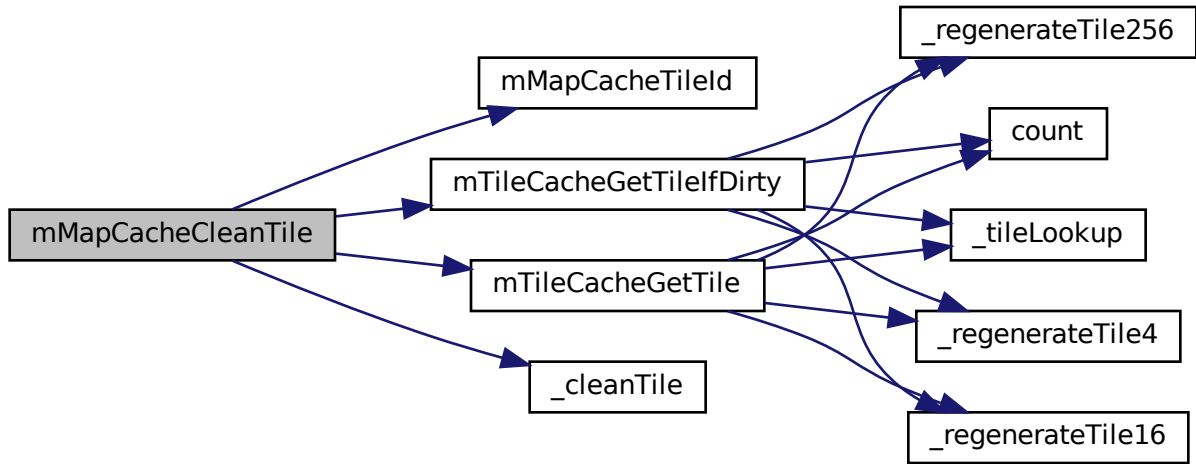 mMapCacheCleanTile
mMapCacheTileId
mTileCacheGetTileIfDirty
mTileCacheGetTile
_cleanTile
_regenerateTile256
count
_tileLookup
_regenerateTile4
_regenerateTile16